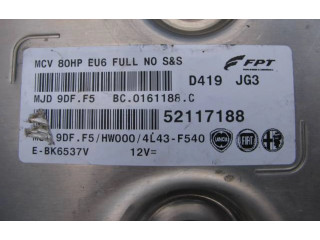 MCV 80HP EU6 FULL NO S&S
FPT
D419 JG3
MJD 9DF.F5 BC.0161188.C
52117188
9DF.F5/HW000/4L43-F540
E-BK6537V 12V=